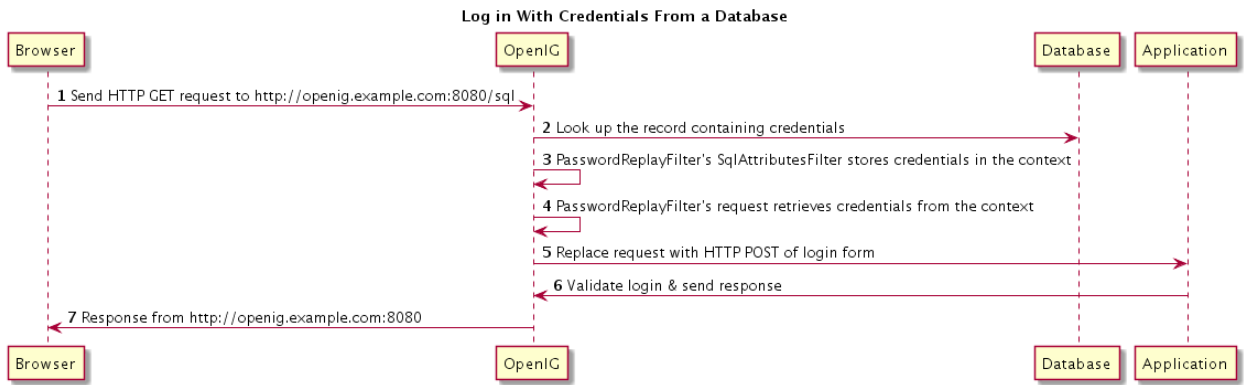 Log in With Credentials From a Database
Browser OpenIG Database Application
1 Send HTTP GET request to http://openig.example.com:8080/sql
2 Look up the record containing credentials
3 PasswordReplayFilter's SqlAttributesFilter stores credentials in the context
4 PasswordReplayFilter's request retrieves credentials from the context
5 Replace request with HTTP POST of login form
6 Validate login & send response
7 Response from http://openig.example.com:8080
Browser OpenIG Database Application